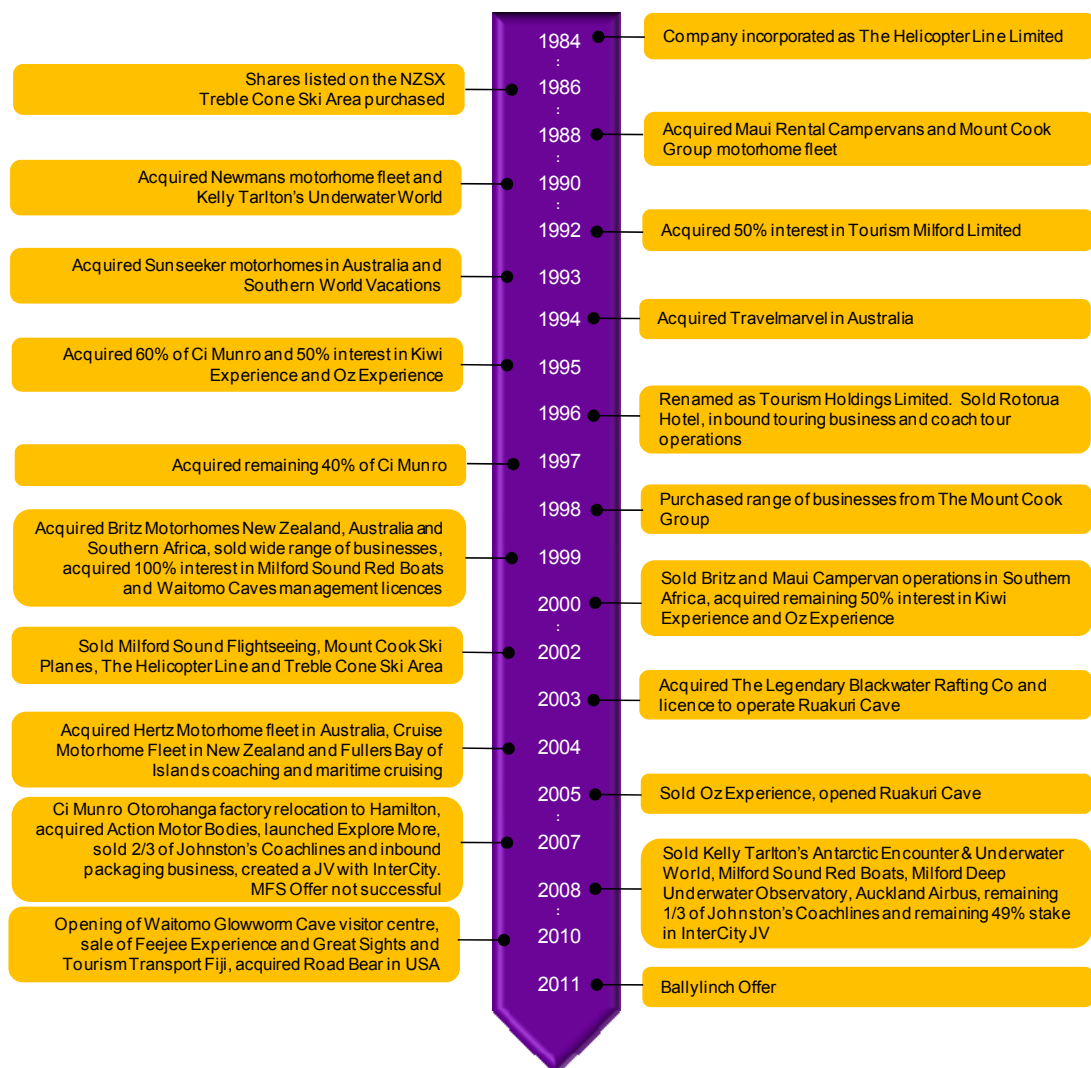 1984
Company incorporated as The Helicopter Line Limited
:
Shares listed on the NZSX
Treble Cone Ski Area purchased
1986
:
1988
Acquired Maui Rental Campervans and Mount Cook
Group motorhome fleet
:
Acquired Newmans motorhome fleet and
Kelly Tarlton's Underwater World
1990
:
1992
Acquired 50% interest in Tourism Milford Limited
Acquired Sunseeker motorhomes in Australia and
Southern World Vacations
1993
1994
Acquired Travelmarvel in Australia
Acquired 60% of Ci Munro and 50% interest in Kiwi
Experience and Oz Experience
1995
1996
Renamed as Tourism Holdings Limited. Sold Rotorua
Hotel, inbound touring business and coach tour
operations
Acquired remaining 40% of Ci Munro
1997
1998
Purchased range of businesses from The Mount Cook
Group
Acquired Britz Motorhomes New Zealand, Australia and
Southern Africa, sold wide range of businesses,
acquired 100% interest in Milford Sound Red Boats
and Waitomo Caves management licences
1999
2000
Sold Britz and Maui Campervan operations in Southern
Africa, acquired remaining 50% interest in Kiwi
Experience and Oz Experience
:
Sold Milford Sound Flightseeing, Mount Cook Ski
Planes, The Helicopter Line and Treble Cone Ski Area
2002
2003
Acquired The Legendary Blackwater Rafting Co and
licence to operate Ruakuri Cave
Acquired Hertz Motorhome fleet in Australia, Cruise
Motorhome Fleet in New Zealand and Fullers Bay of
Islands coaching and maritime cruising
2004
2005
Sold Oz Experience, opened Ruakuri Cave
:
Ci Munro Otorohanga factory relocation to Hamilton,
acquired Action Motor Bodies, launched Explore More,
sold 2/3 of Johnston's Coachlines and inbound
packaging business, created a JV with InterCity.
MFS Offer not successful
2007
2008
Sold Kelly Tarlton's Antarctic Encounter & Underwater
World, Milford Sound Red Boats, Milford Deep
Underwater Observatory, Auckland Airbus, remaining
1/3 of Johnston's Coachlines and remaining 49% stake
in InterCity JV
:
Opening of Waitomo Glowworm Cave visitor centre,
sale of Feejee Experience and Great Sights and
Tourism Transport Fiji, acquired Road Bear in USA
2010
2011
Ballylinch Offer